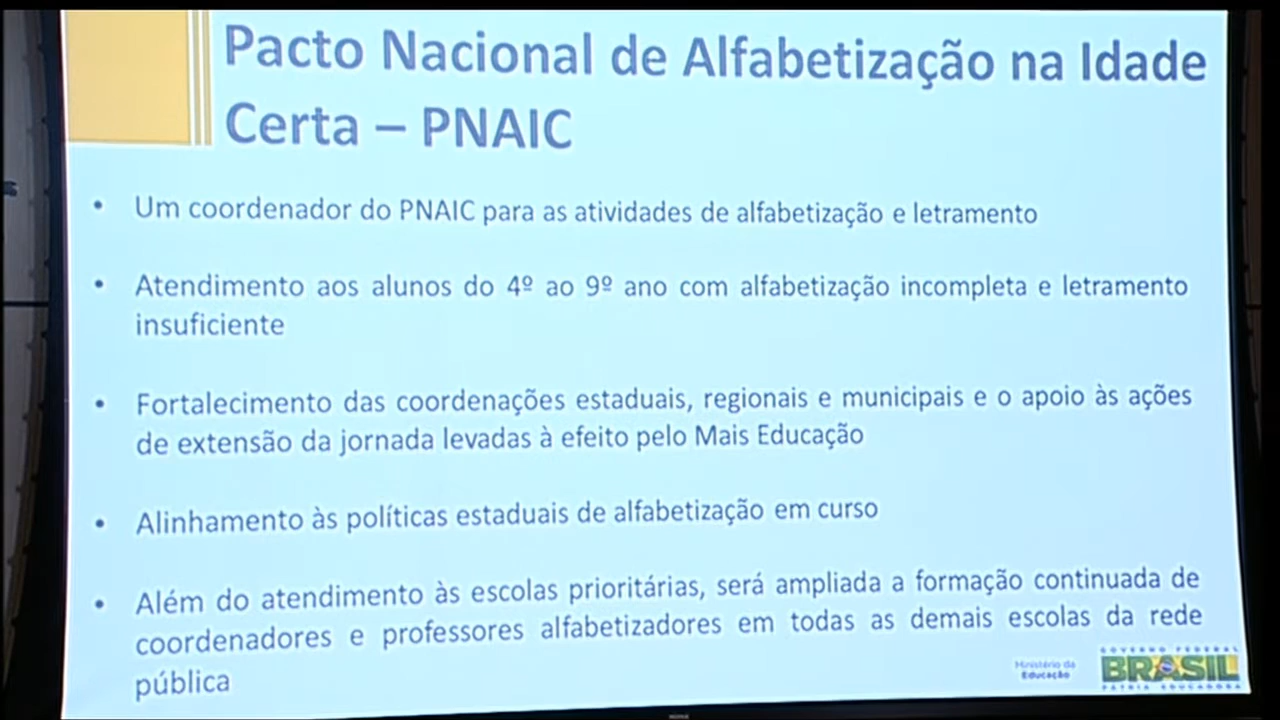 Pacto Nacional de Alfabetização na Idade
Certa – PNAIC
• Um coordenador do PNAIC para as atividades de alfabetização e letramento
• Atendimento aos alunos do 4º ao 9º ano com alfabetização incompleta e letramento
insuficiente
• Fortalecimento das coordenações estaduais, regionais e municipais e o apoio às ações
de extensão da jornada levadas à efeito pelo Mais Educação
• Alinhamento às políticas estaduais de alfabetização em curso
• Além do atendimento às escolas prioritárias, será ampliada a formação continuada de
coordenadores e professores alfabetizadores em todas as demais escolas da rede
pública
Ministério da
Educação
GOVERNO FEDERAL
BRASIL
PÁTRIA EDUCADORA